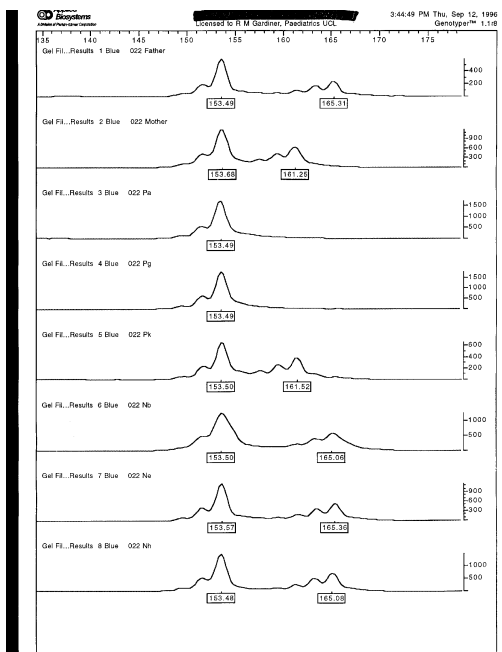 Biosystems
A Division of Perkin-Elmer Corporation
Licensed to R M Gardiner, Paediatrics UCL
3:44:49 PM Thu, Sep 12, 1996
Genotyper™ 1.1r8
135 140 145 150 155 160 165 170 175
Gel Fil...Results 1 Blue 022 Father
400
200
153.49 165.31
Gel Fil...Results 2 Blue 022 Mother
900
600
300
153.68 161.25
Gel Fil...Results 3 Blue 022 Pa
1500
1000
500
153.49
Gel Fil...Results 4 Blue 022 Pg
1500
1000
500
153.49
Gel Fil...Results 5 Blue 022 Pk
600
400
200
153.50 161.52
Gel Fil...Results 6 Blue 022 Nb
1000
500
153.50 165.06
Gel Fil...Results 7 Blue 022 Ne
900
600
300
153.57 165.36
Gel Fil...Results 8 Blue 022 Nh
1000
500
153.48 165.08